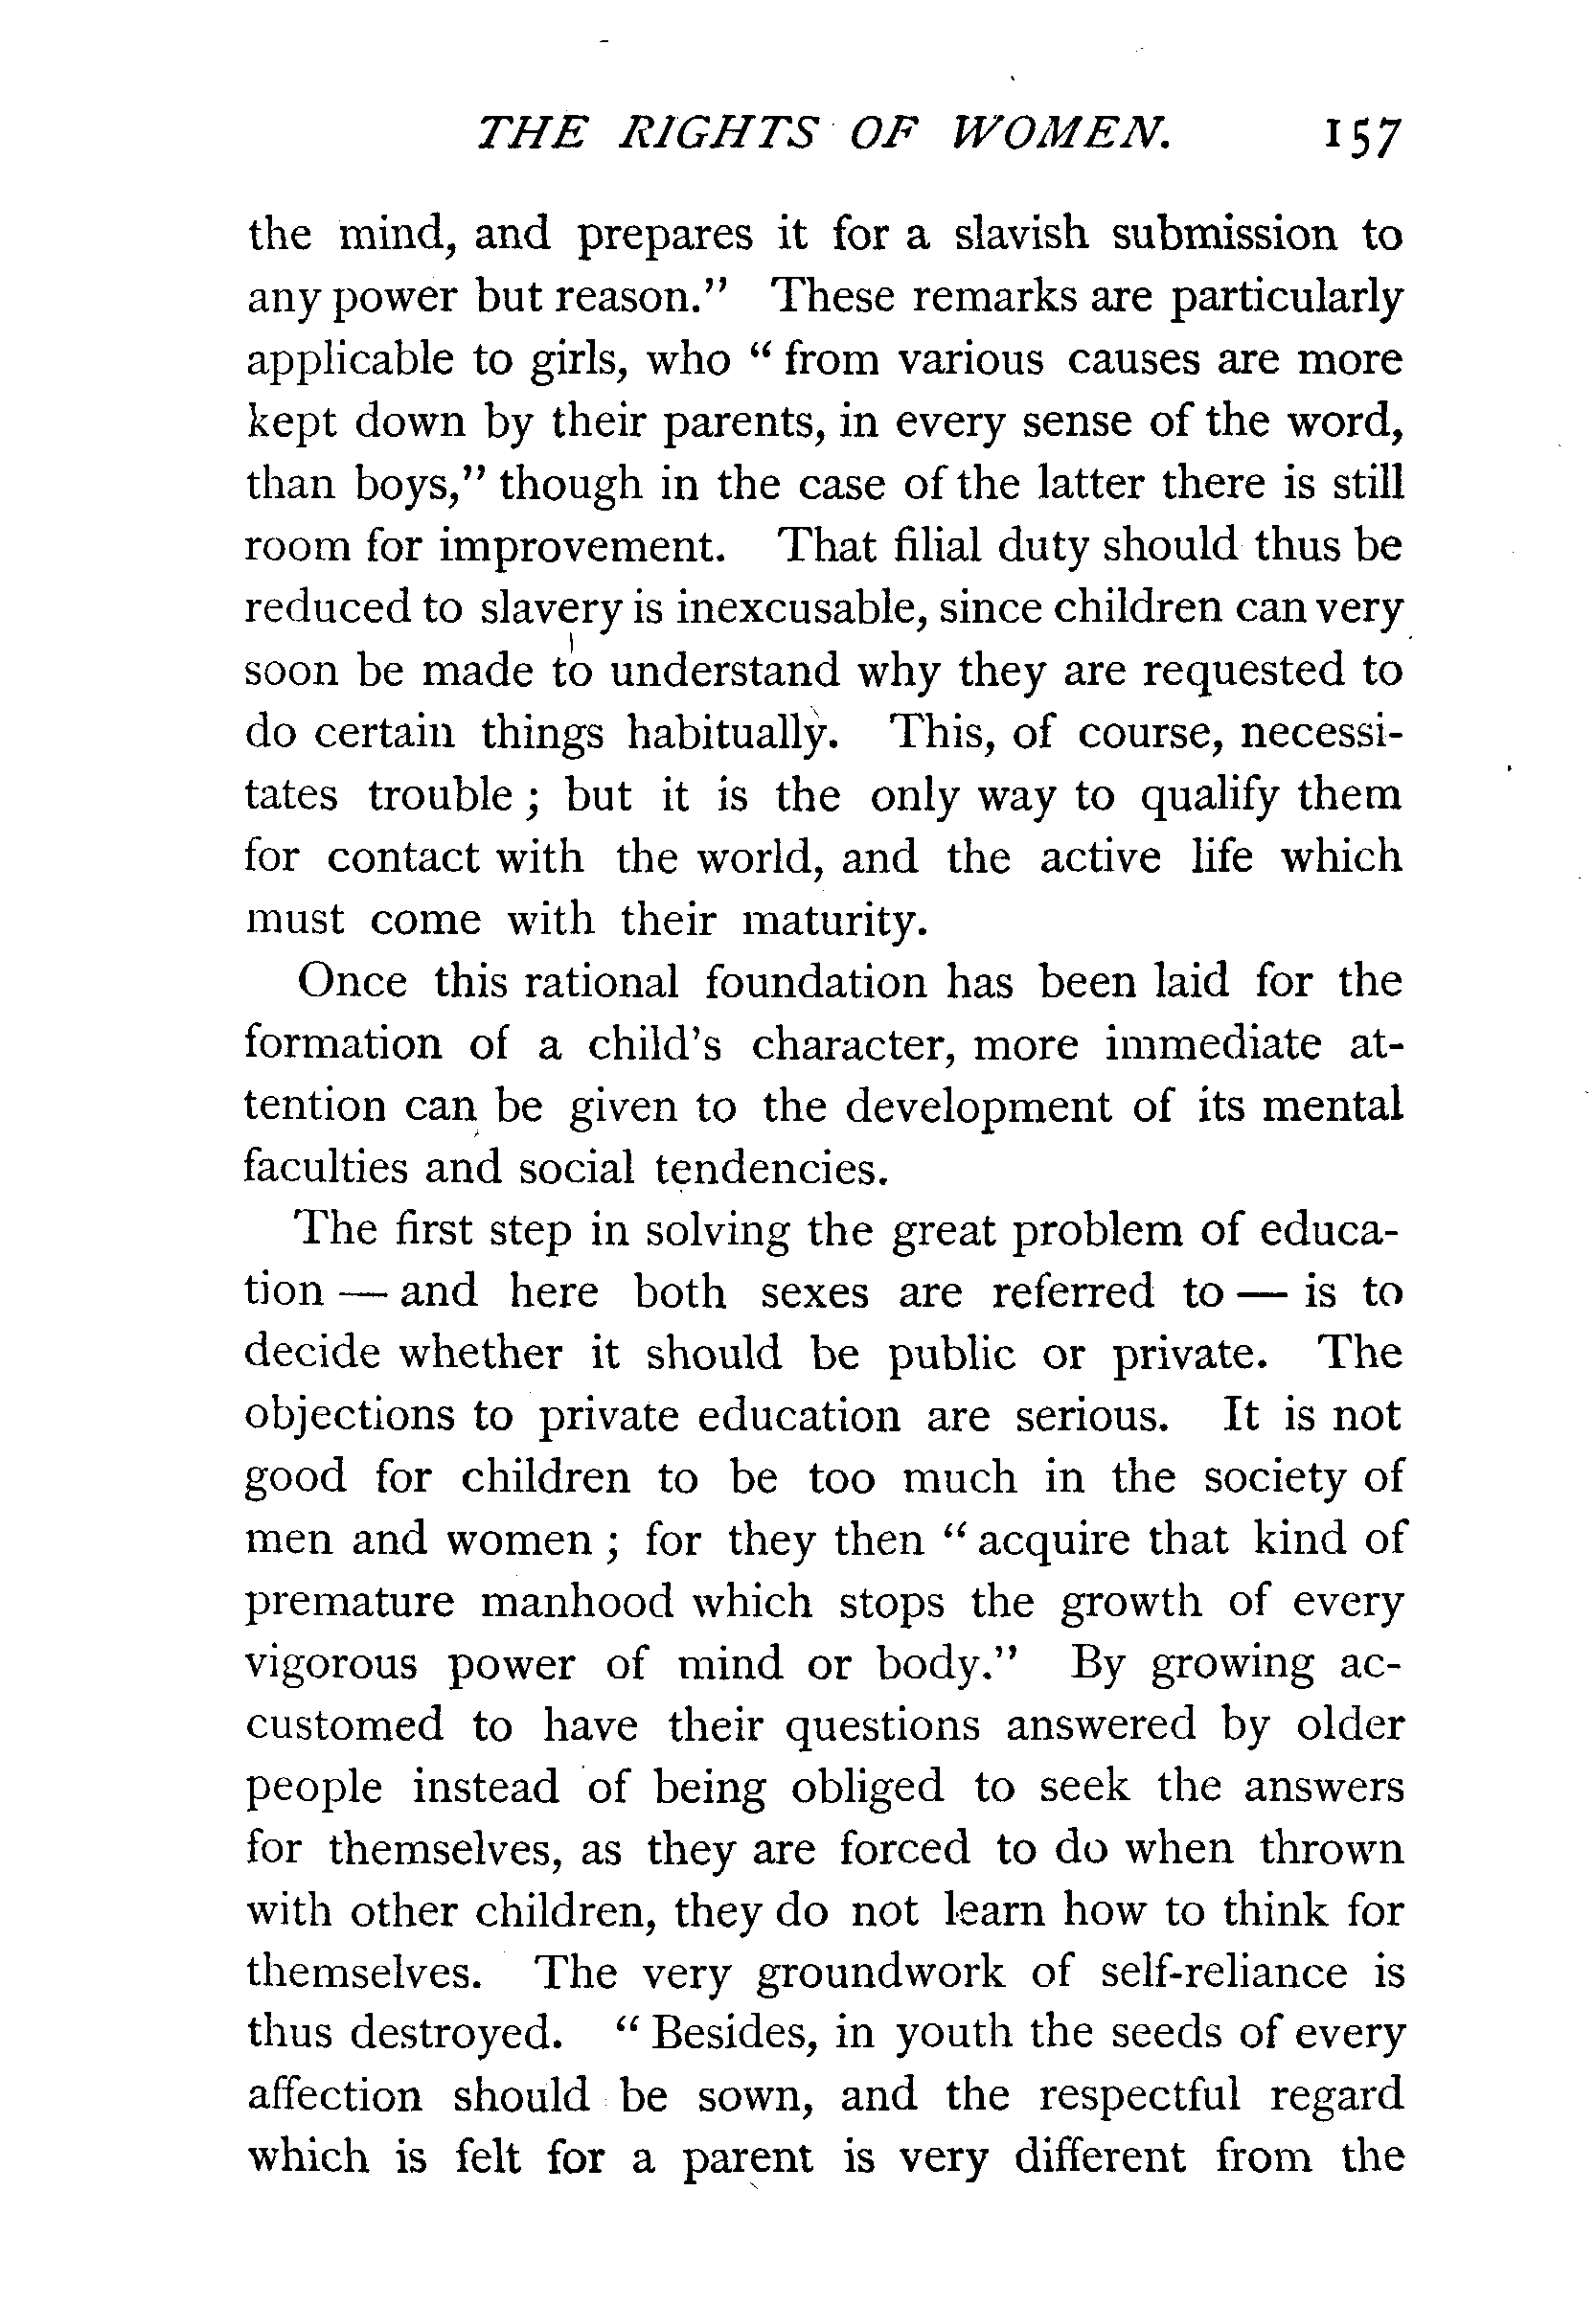 THE RIGHTS OF WOMEN. 157
the mind, and prepares it for a slavish submission to
any power but reason." These remarks are particularly
applicable to girls, who " from various causes are more
kept down by their parents, in every sense of the word,
than boys," though in the case of the latter there is still
room for improvement. That filial duty should thus be
reduced to slavery is inexcusable, since children can very
soon be made to understand why they are requested to
do certain things habitually. This, of course, necessi-
tates trouble ; but it is the only way to qualify them
for contact with the world, and the active life which
must come with their maturity.
Once this rational foundation has been laid for the
formation of a child's character, more immediate at-
tention can be given to the development of its mental
faculties and social tendencies.
The first step in solving the great problem of educa-
tion — and here both sexes are referred to — is to
decide whether it should be public or private. The
objections to private education are serious. It is not
good for children to be too much in the society of
men and women ; for they then " acquire that kind of
premature manhood which stops the growth of every
vigorous power of mind or body." By growing ac-
customed to have their questions answered by older
people instead of being obliged to seek the answers
for themselves, as they are forced to do when thrown
with other children, they do not learn how to think for
themselves. The very groundwork of self-reliance is
thus destroyed. " Besides, in youth the seeds of every
affection should be sown, and the respectful regard
which is felt for a parent is very different from the